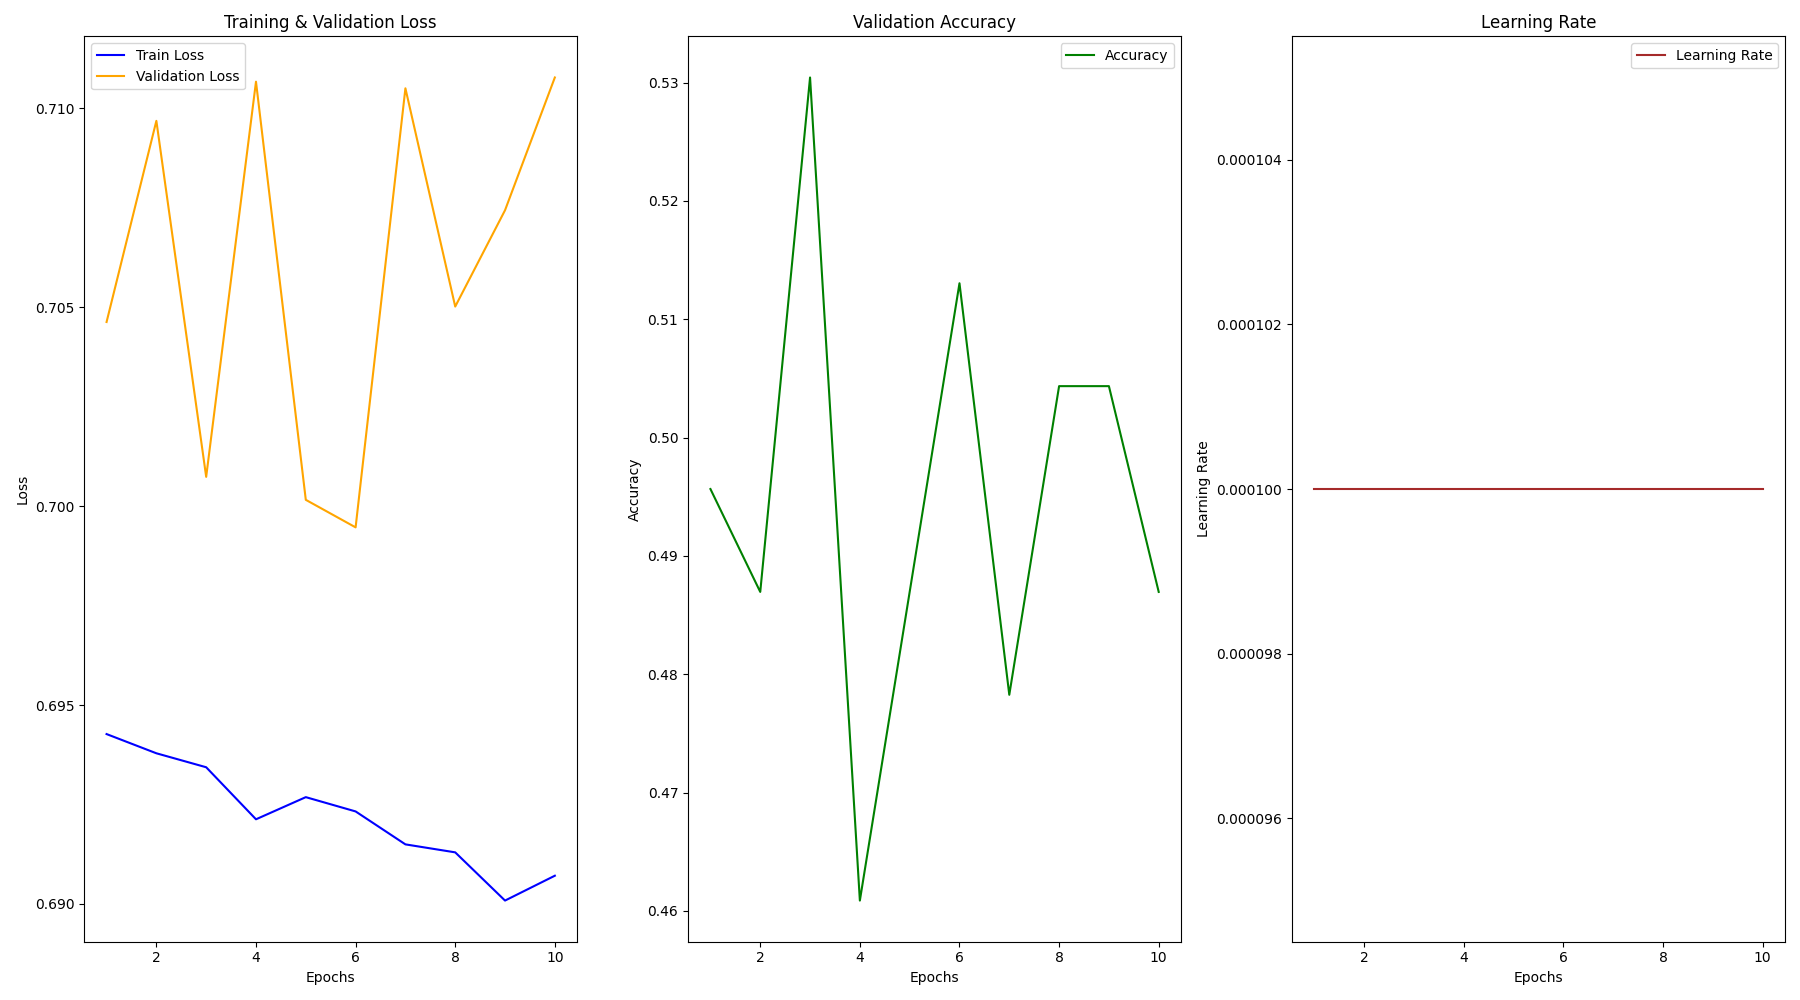 Training & Validation Loss
Train Loss
Validation Loss
0.710
0.705
0.700
0.695
0.690
Loss
2 4 6 8 10
Epochs
Validation Accuracy
Accuracy
0.53
0.52
0.51
0.50
0.49
0.48
0.47
0.46
Accuracy
2 4 6 8 10
Epochs
Learning Rate
Learning Rate
0.000104
0.000102
0.000100
0.000098
0.000096
Learning Rate
2 4 6 8 10
Epochs